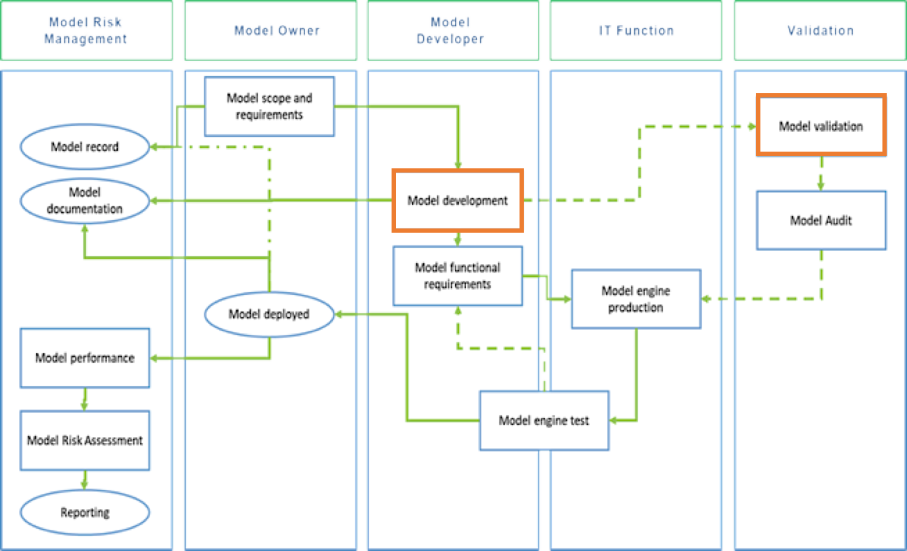 Model Risk
Management
Model Owner
Model
Developer
IT Function
Validation
Model scope and
requirements
Model validation
Model record
Model
documentation
Model development
Model Audit
Model functional
requirements
Model engine
production
Model deployed
Model performance
Model engine test
Model Risk Assessment
Reporting